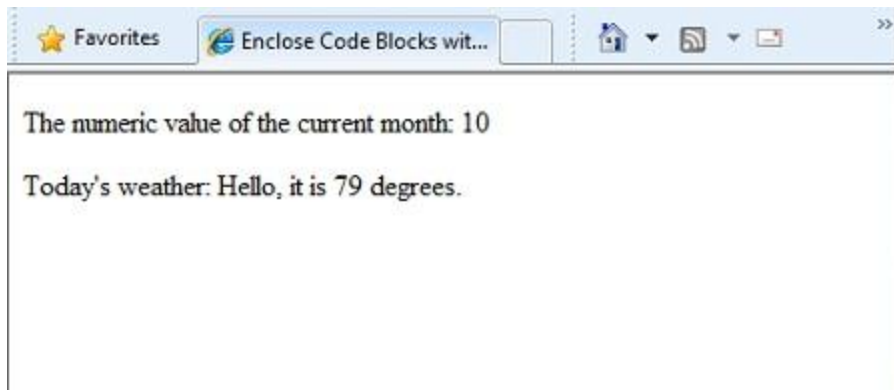 Favorites
Enclose Code Blocks wit...
The numeric value of the current month: 10
Today's weather: Hello, it is 79 degrees.